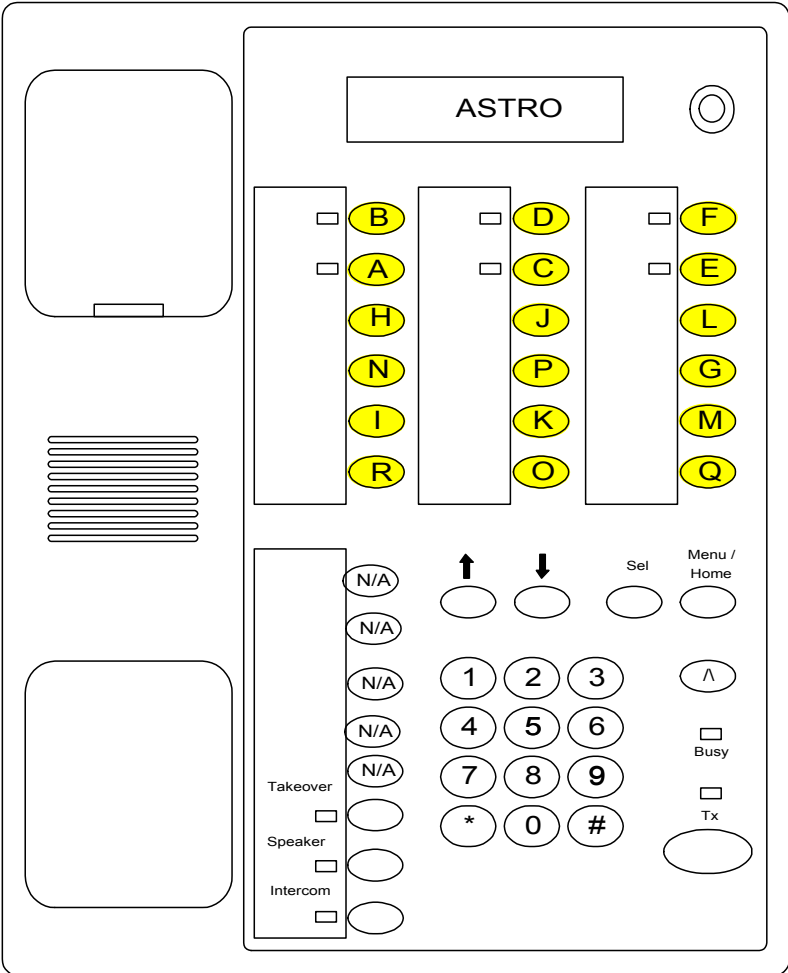 ASTRO
B D F
A C E
H J L
N P G
I K M
R O Q
Menu /
Sel
Home
N/A
N/A
N/A
N/A
N/A
1 2 3
/\
4 5 6
Busy
7 8 9
Takeover
Tx
* 0 #
Speaker
Intercom